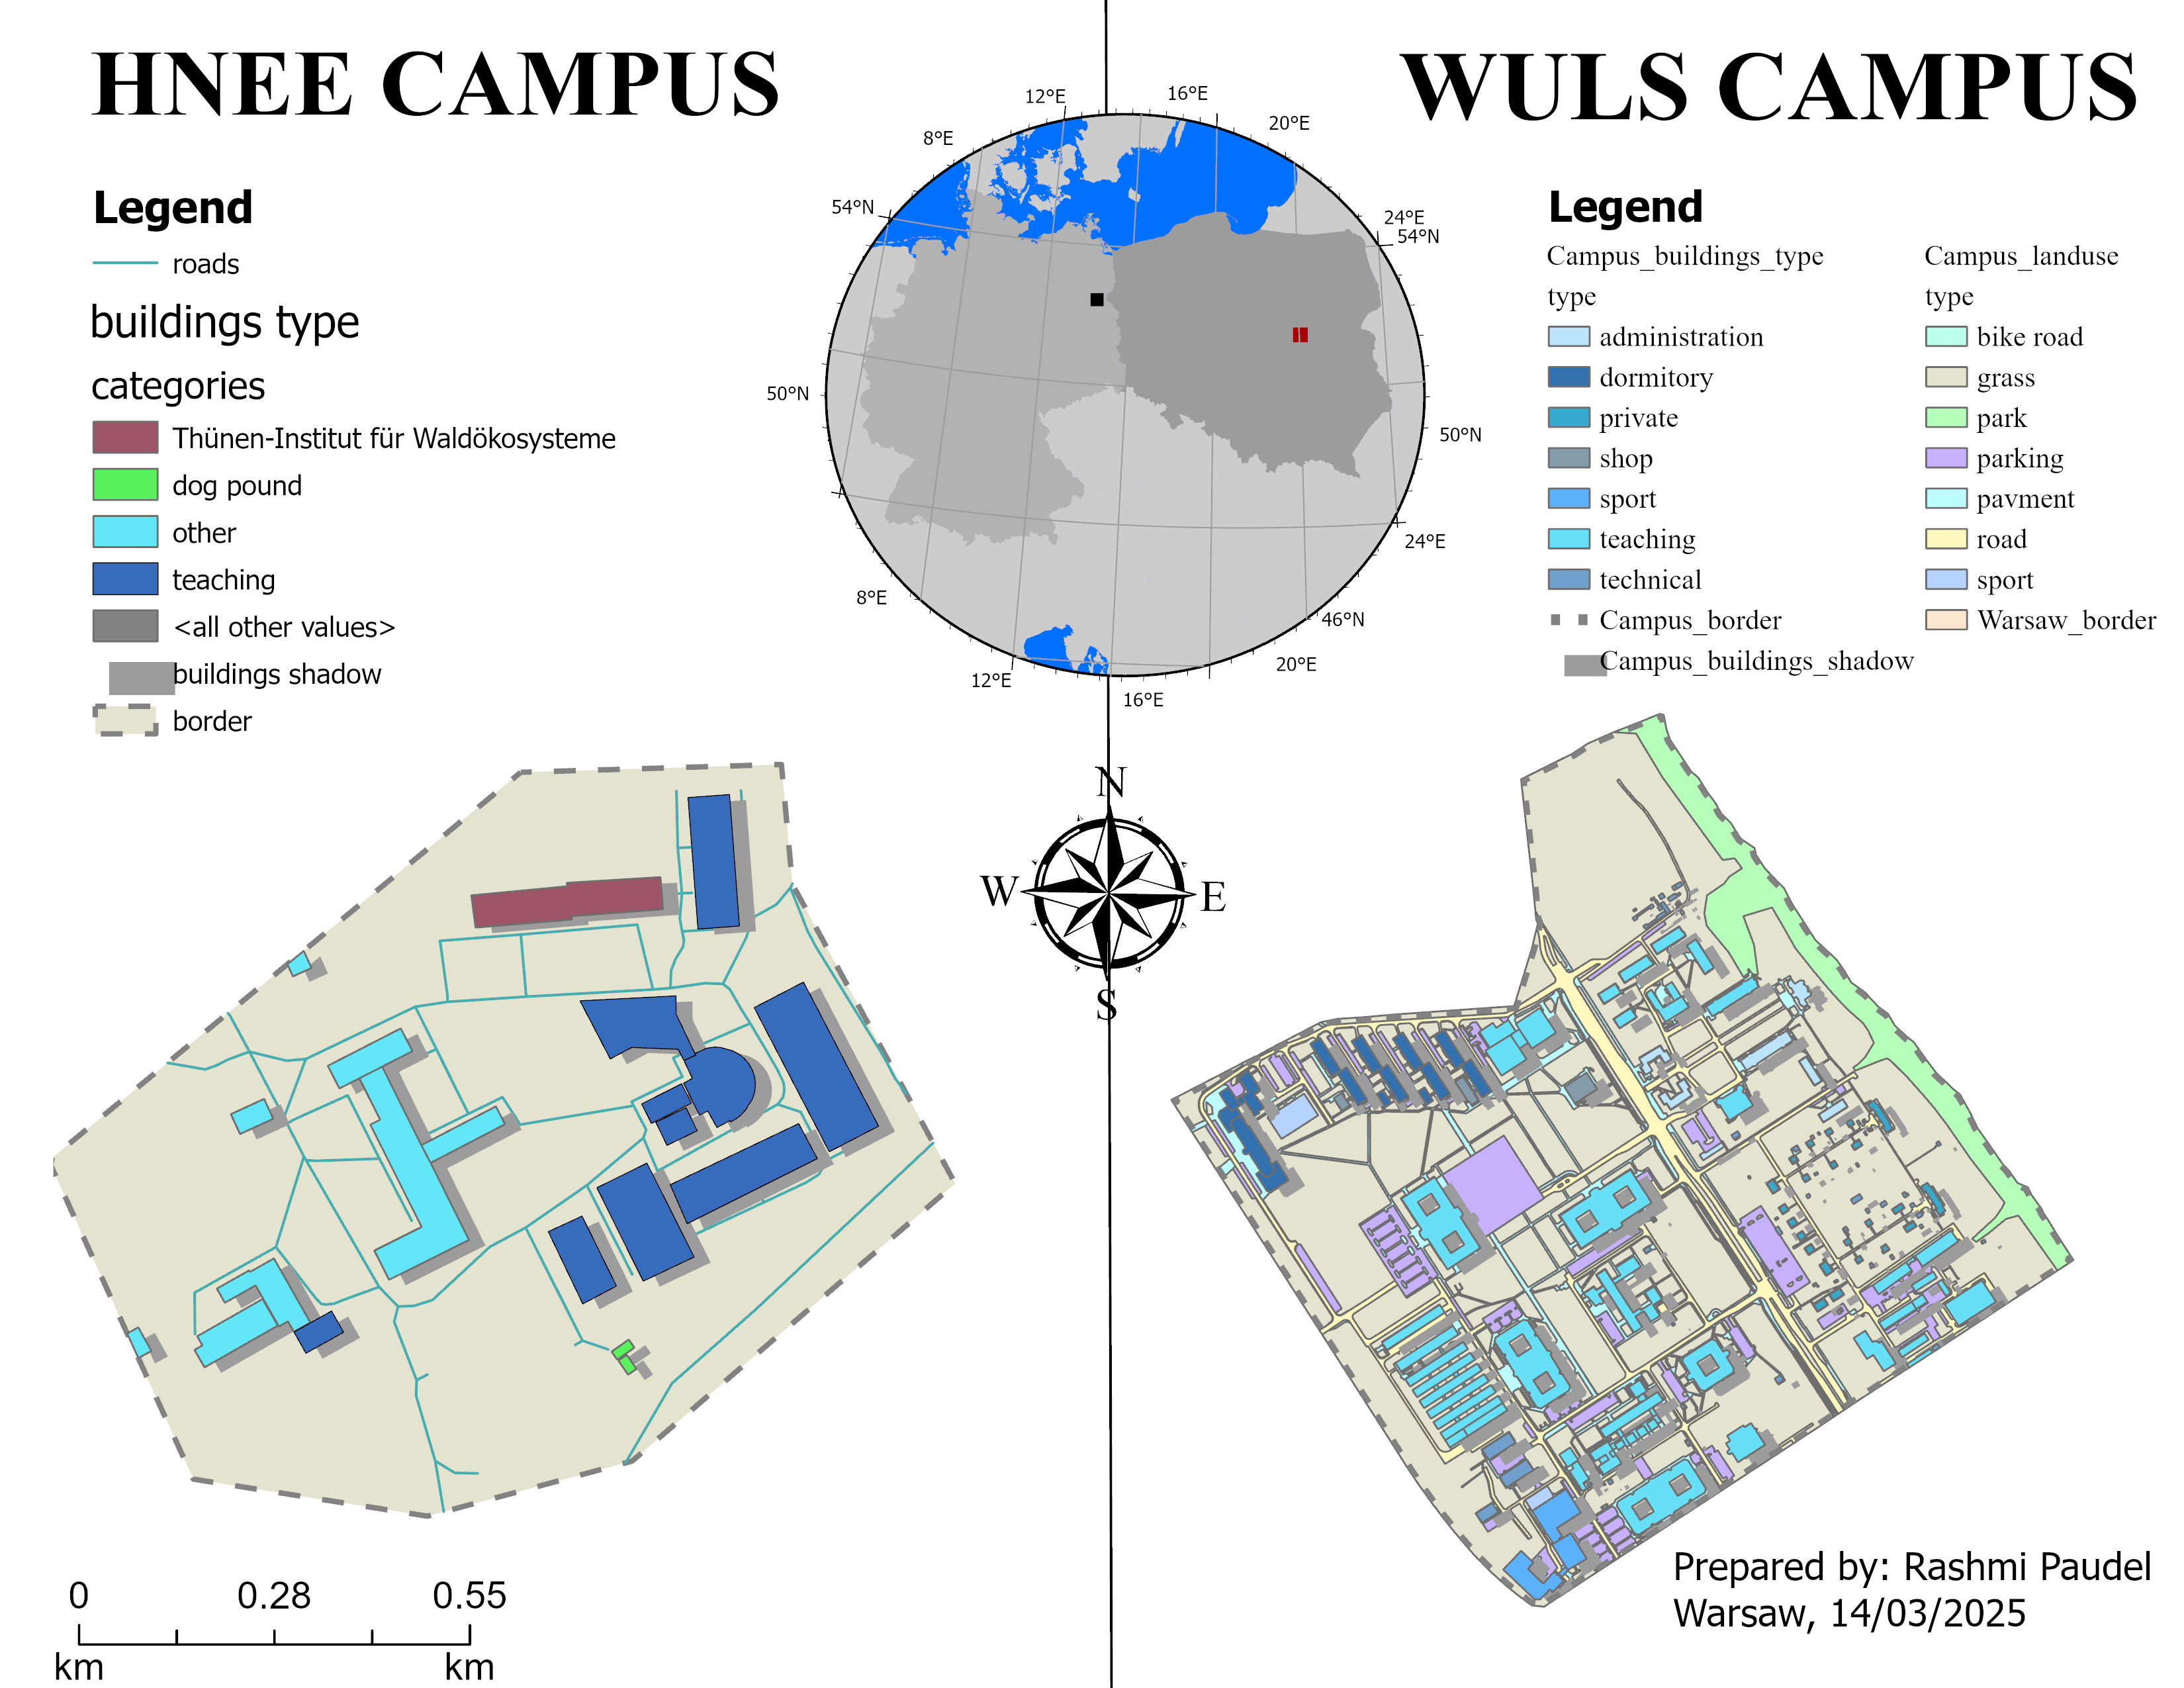 HNEE CAMPUS
WULS CAMPUS
Legend
roads
buildings type
categories
Thünen-Institut für Waldökosysteme
dog pound
other
teaching
<all other values>
buildings shadow
border
12°E
16°E
8°E
20°E
54°N
24°E
54°N
50°N
50°N
24°E
8°E
46°N
20°E
12°E
16°E
Legend
Campus_buildings_type
type
administration
dormitory
private
shop
sport
teaching
technical
Campus_border
Campus_buildings_shadow
Campus_landuse
type
bike road
grass
park
parking
pavment
road
sport
Warsaw_border
N
W
E
S
0 0.28 0.55
km km
Prepared by: Rashmi Paudel
Warsaw, 14/03/2025